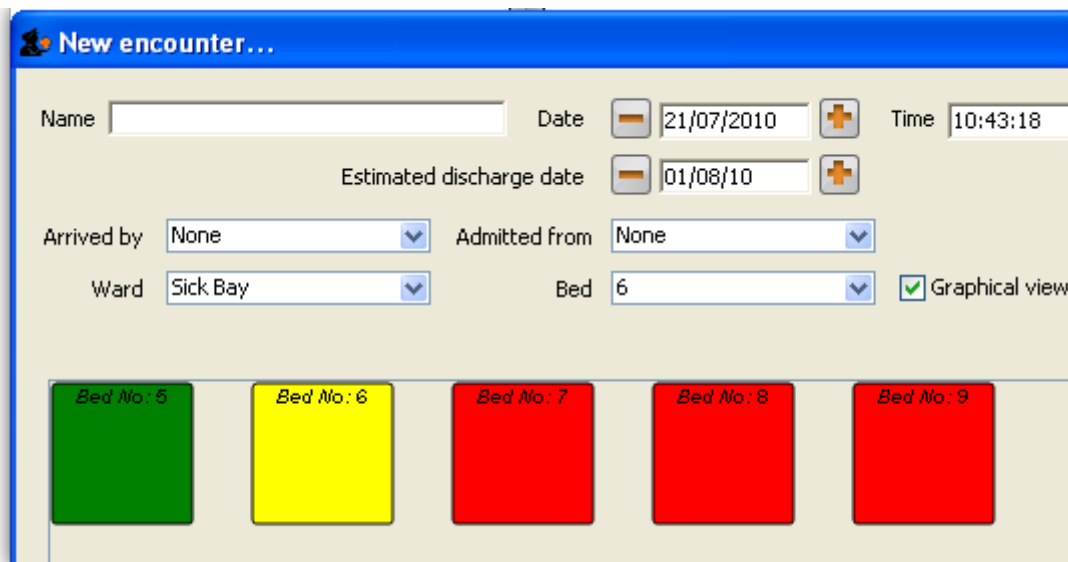 New encounter...
Name Date 21/07/2010 Time 10:43:18
Estimated discharge date 01/08/10
Arrived by None Admitted from None
Ward Sick Bay Bed 6 Graphical view
Bed No: 5 Bed No: 6 Bed No: 7 Bed No: 8 Bed No: 9